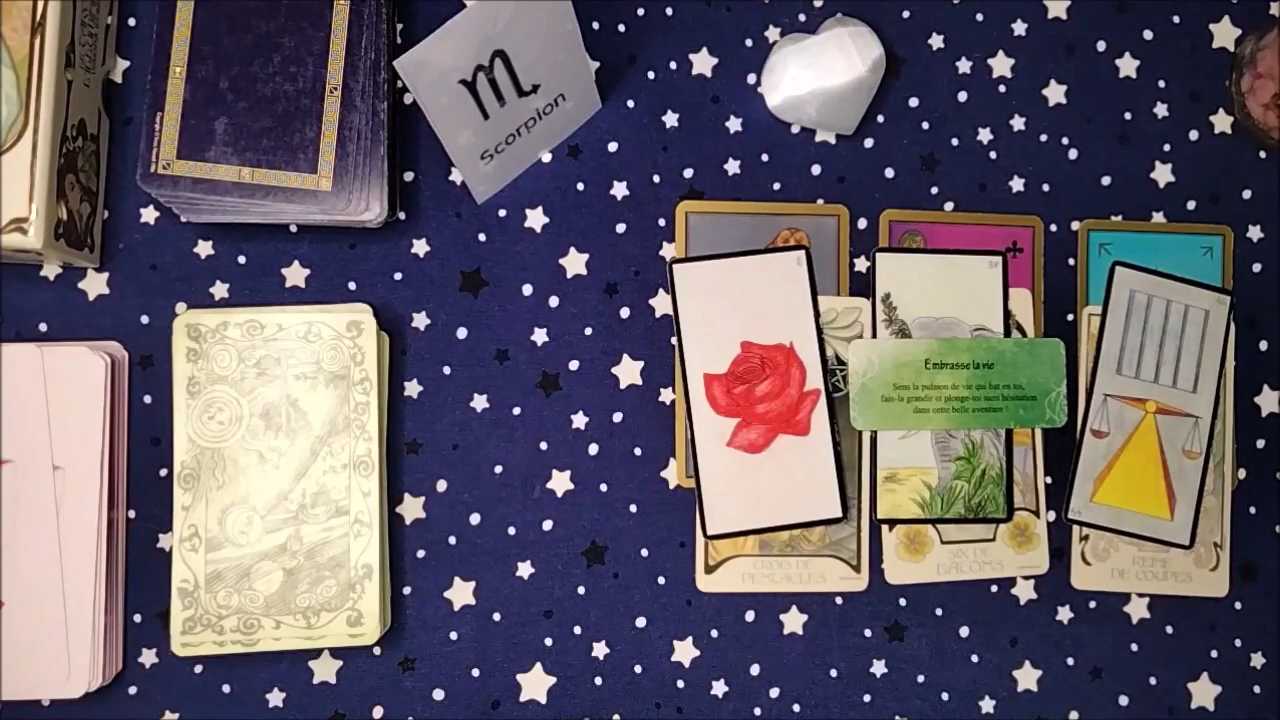 Scorpion
Embrasse la vie
Sens la pulsion de vie qui bat en toi,
fais-la grandir et plonge-toi sans hésitation
dans cette belle aventure !
DE
PENTACLES
SIX DE
BÂTONS
REINE
DE COUPES